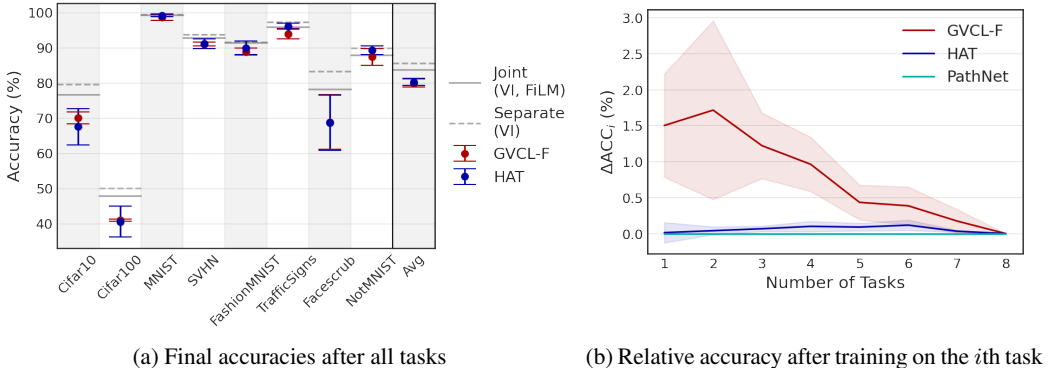 Accuracy (%)
100
90
80
70
60
50
40
Cifar10
Cifar100
MNIST
SVHN
FashionMNIST
TrafficSigns
Facescrub
NotMNIST
Avg
Joint
(VI, FiLM)
Separate
(VI)
GVCL-F
HAT
(a) Final accuracies after all tasks
ΔACCᵢ (%)
3.0
2.5
2.0
1.5
1.0
0.5
0.0
1 2 3 4 5 6 7 8
Number of Tasks
GVCL-F
HAT
PathNet
(b) Relative accuracy after training on the ith task